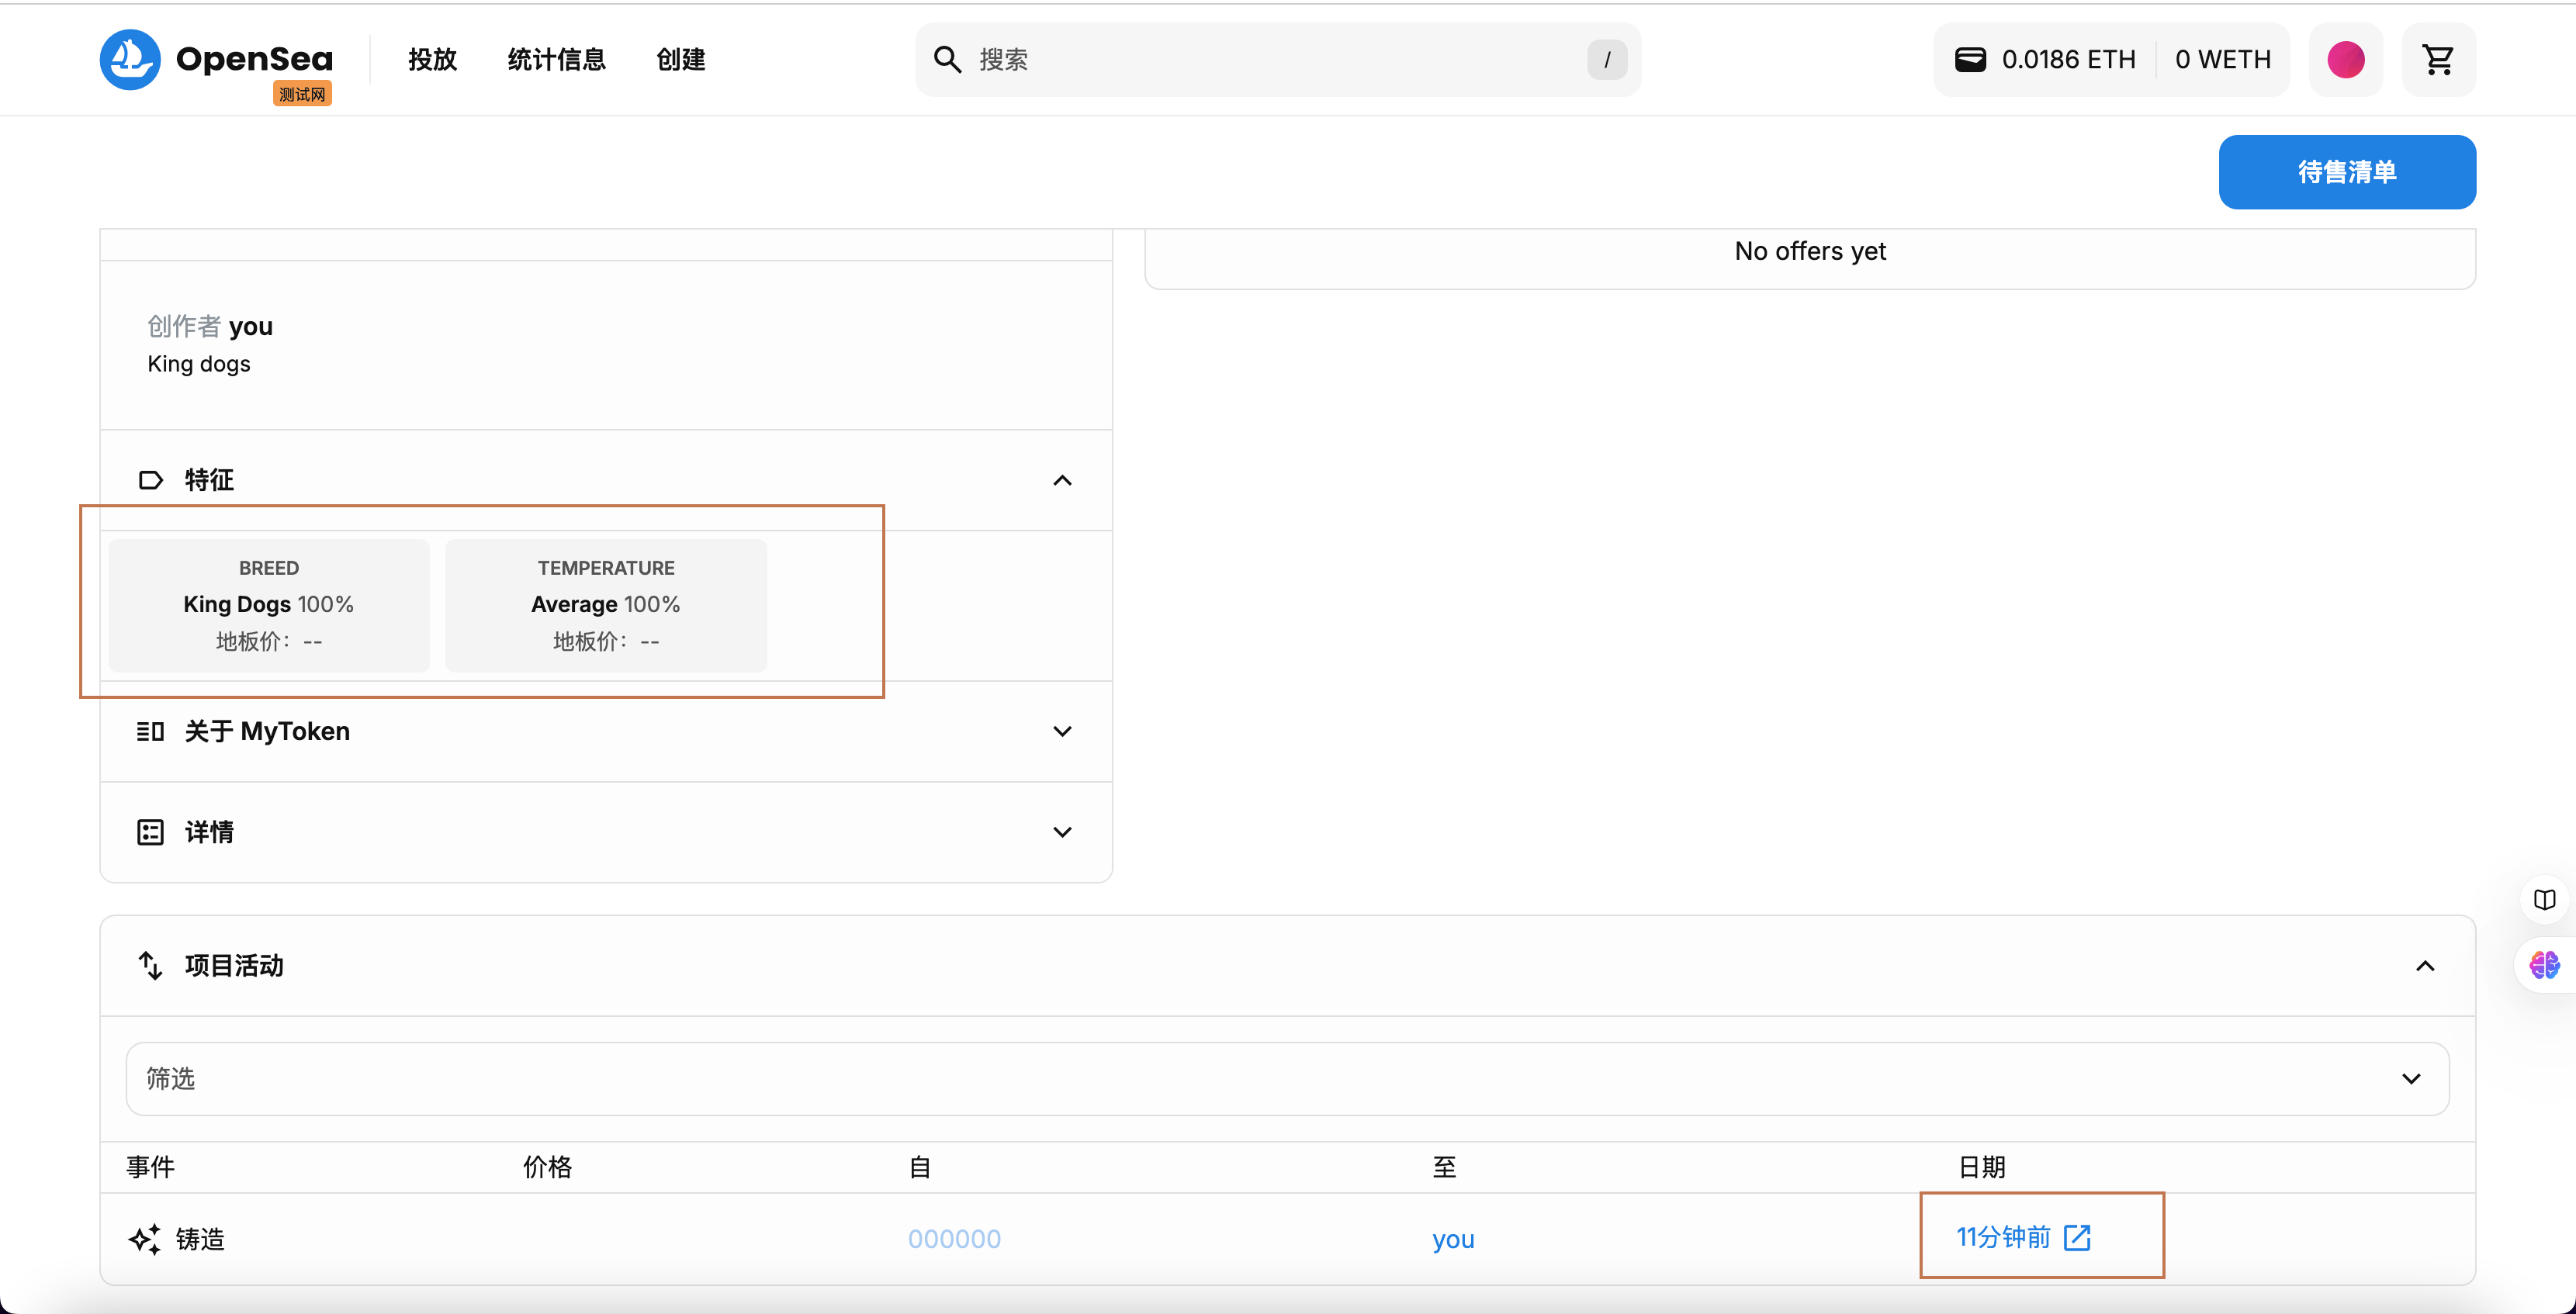 OpenSea
测试网
投放
统计信息
创建
搜索
/
0.0186 ETH
0 WETH
待售清单
No offers yet
创作者 you
King dogs
特征
BREED
King Dogs 100%
地板价：--
TEMPERATURE
Average 100%
地板价：--
关于 MyToken
详情
项目活动
筛选
事件
价格
自
至
日期
铸造
000000
you
11分钟前